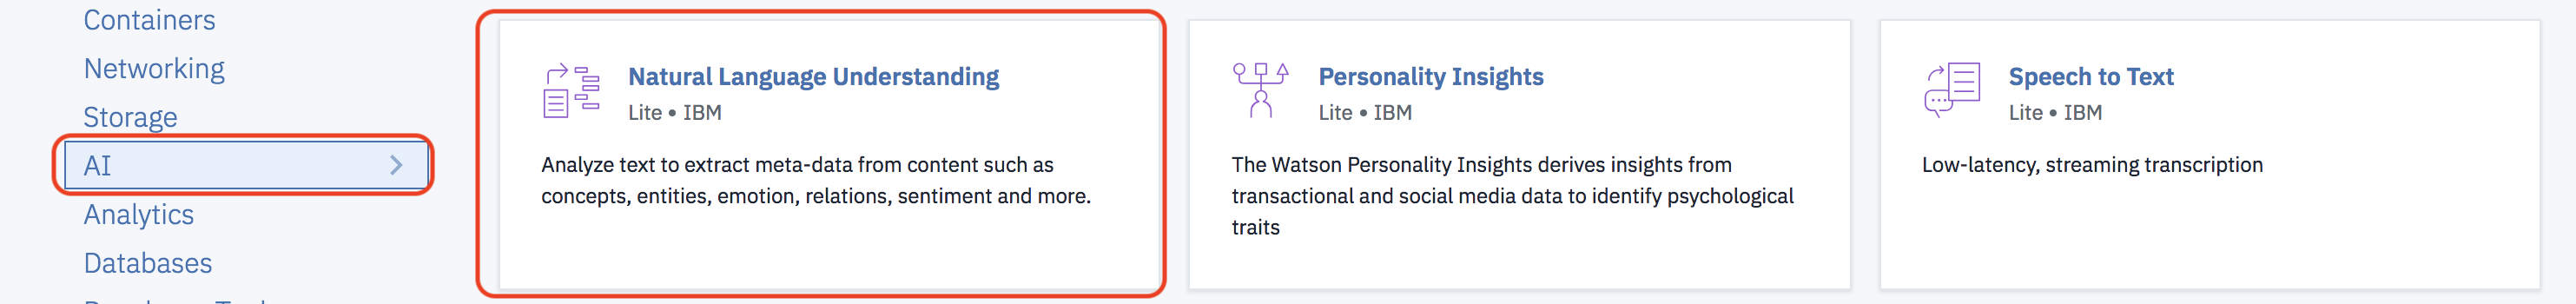 Containers
Networking
Storage
AI
Analytics
Databases
Natural Language Understanding
Lite • IBM
Analyze text to extract meta-data from content such as
concepts, entities, emotion, relations, sentiment and more.
Personality Insights
Lite • IBM
The Watson Personality Insights derives insights from
transactional and social media data to identify psychological
traits
Speech to Text
Lite • IBM
Low-latency, streaming transcription